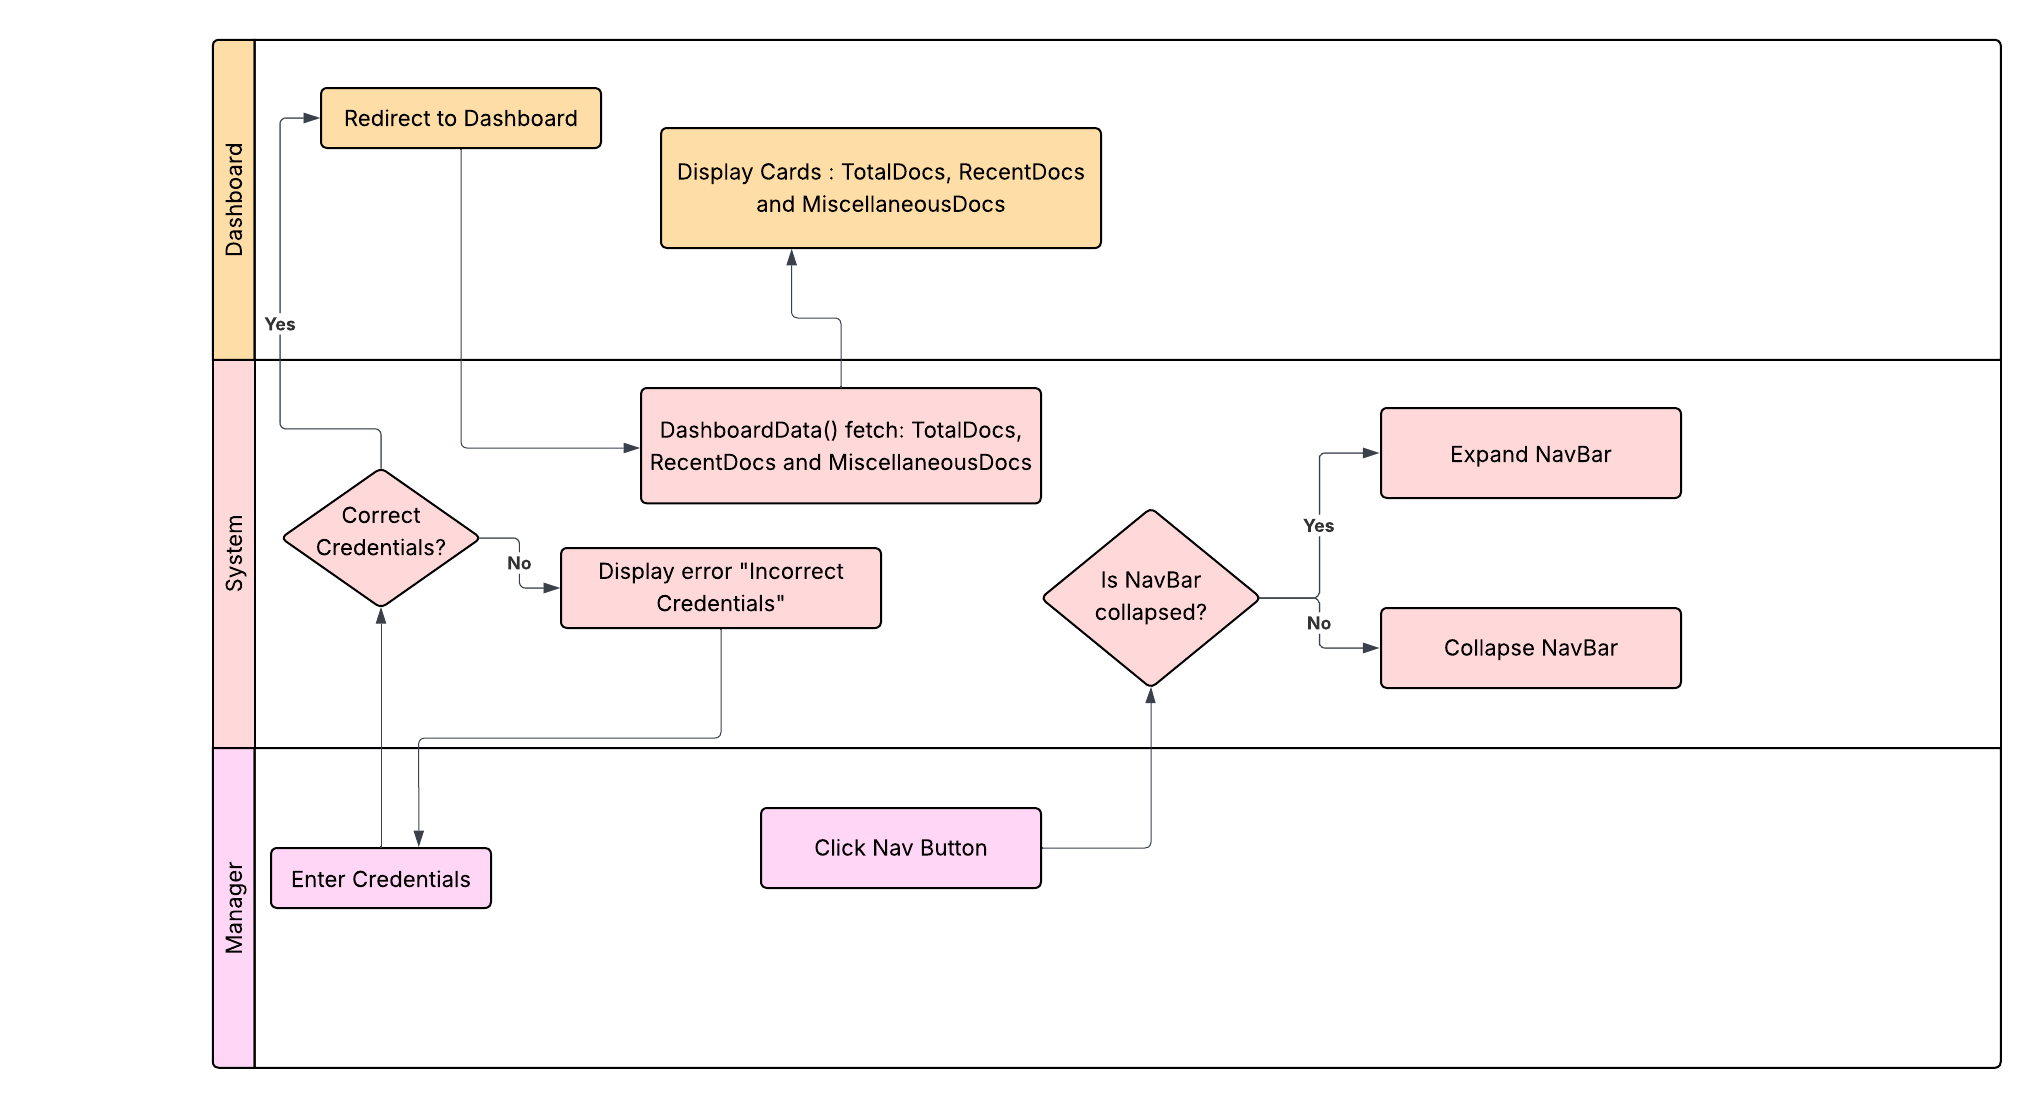 Dashboard
Redirect to Dashboard
Display Cards : TotalDocs, RecentDocs
and MiscellaneousDocs
Yes
System
DashboardData() fetch: TotalDocs,
RecentDocs and MiscellaneousDocs
Correct
Credentials?
No
Display error "Incorrect
Credentials"
Is NavBar
collapsed?
Yes
Expand NavBar
No
Collapse NavBar
Manager
Enter Credentials
Click Nav Button